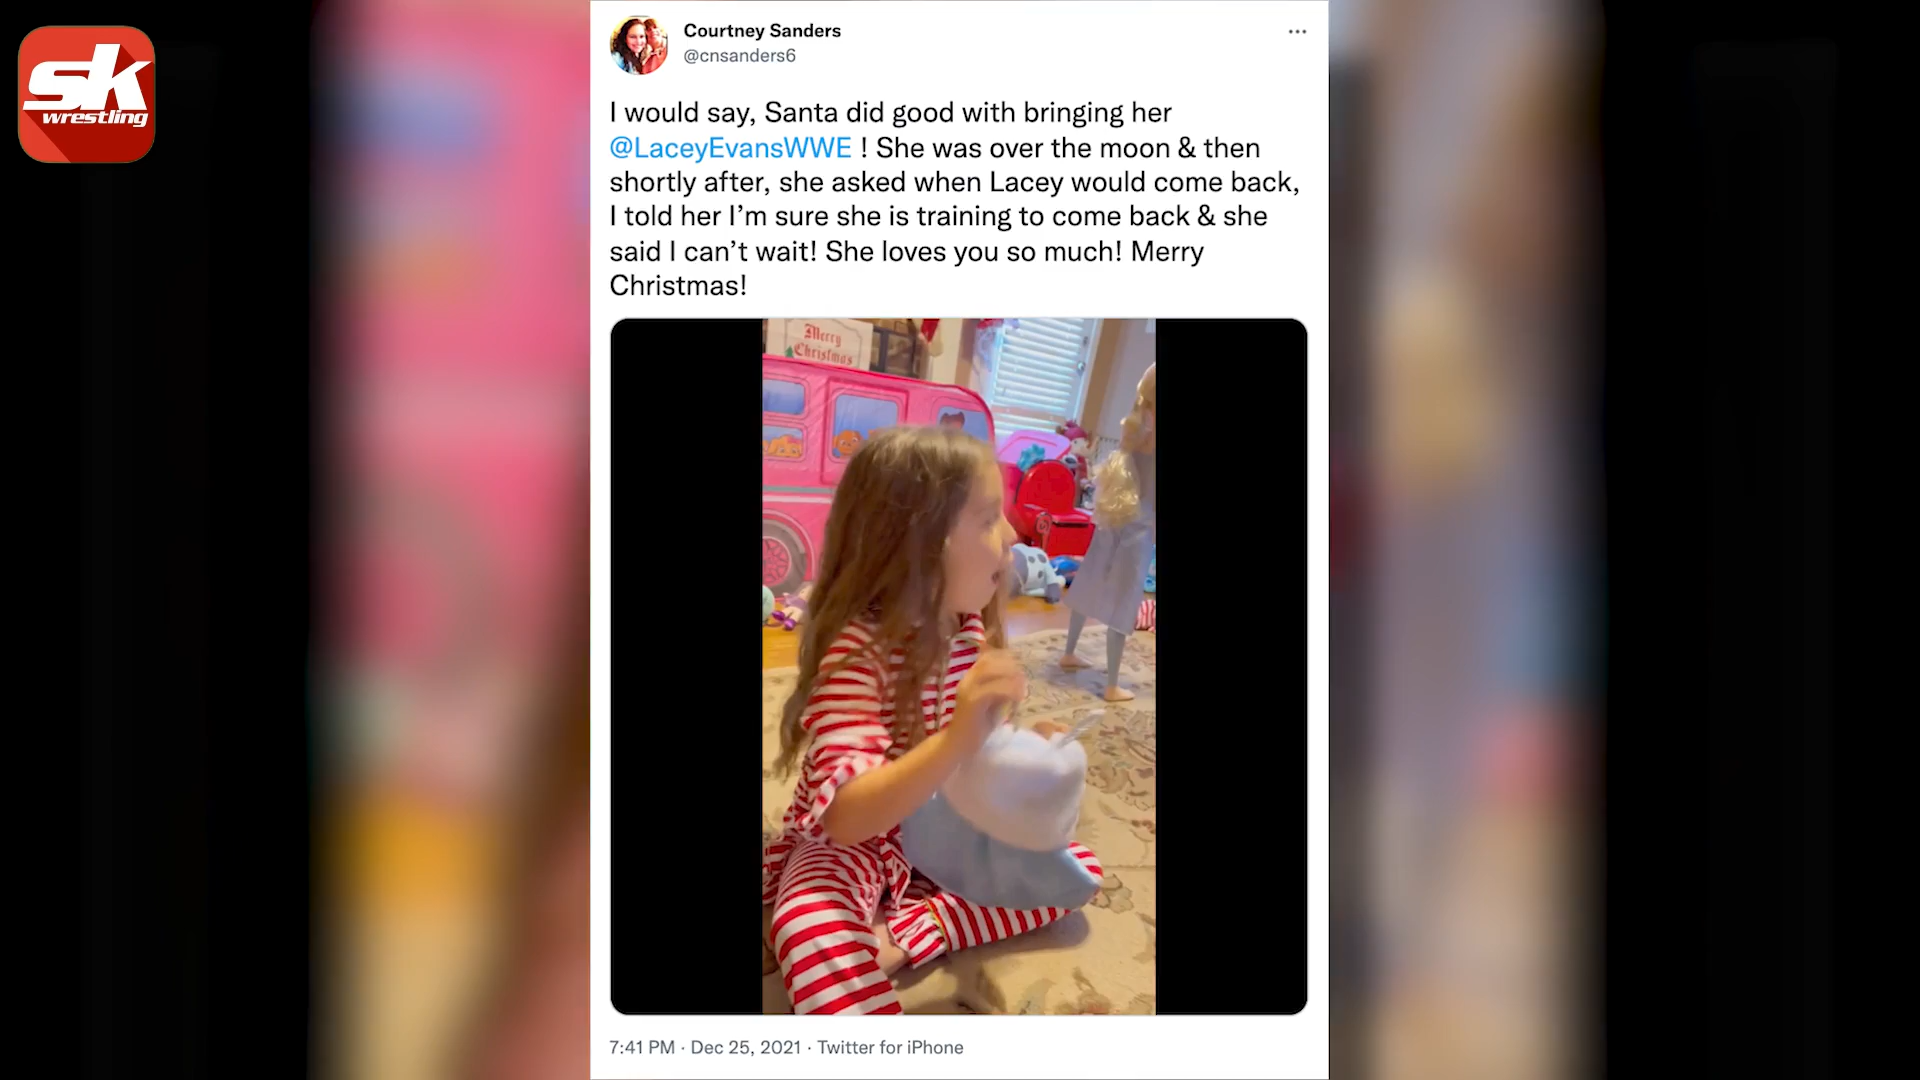 sk
wrestling
Courtney Sanders
@cnsanders6
I would say, Santa did good with bringing her
@LaceyEvansWWE ! She was over the moon & then
shortly after, she asked when Lacey would come back,
I told her I’m sure she is training to come back & she
said I can’t wait! She loves you so much! Merry
Christmas!
Merry
Christmas
7:41 PM · Dec 25, 2021 · Twitter for iPhone